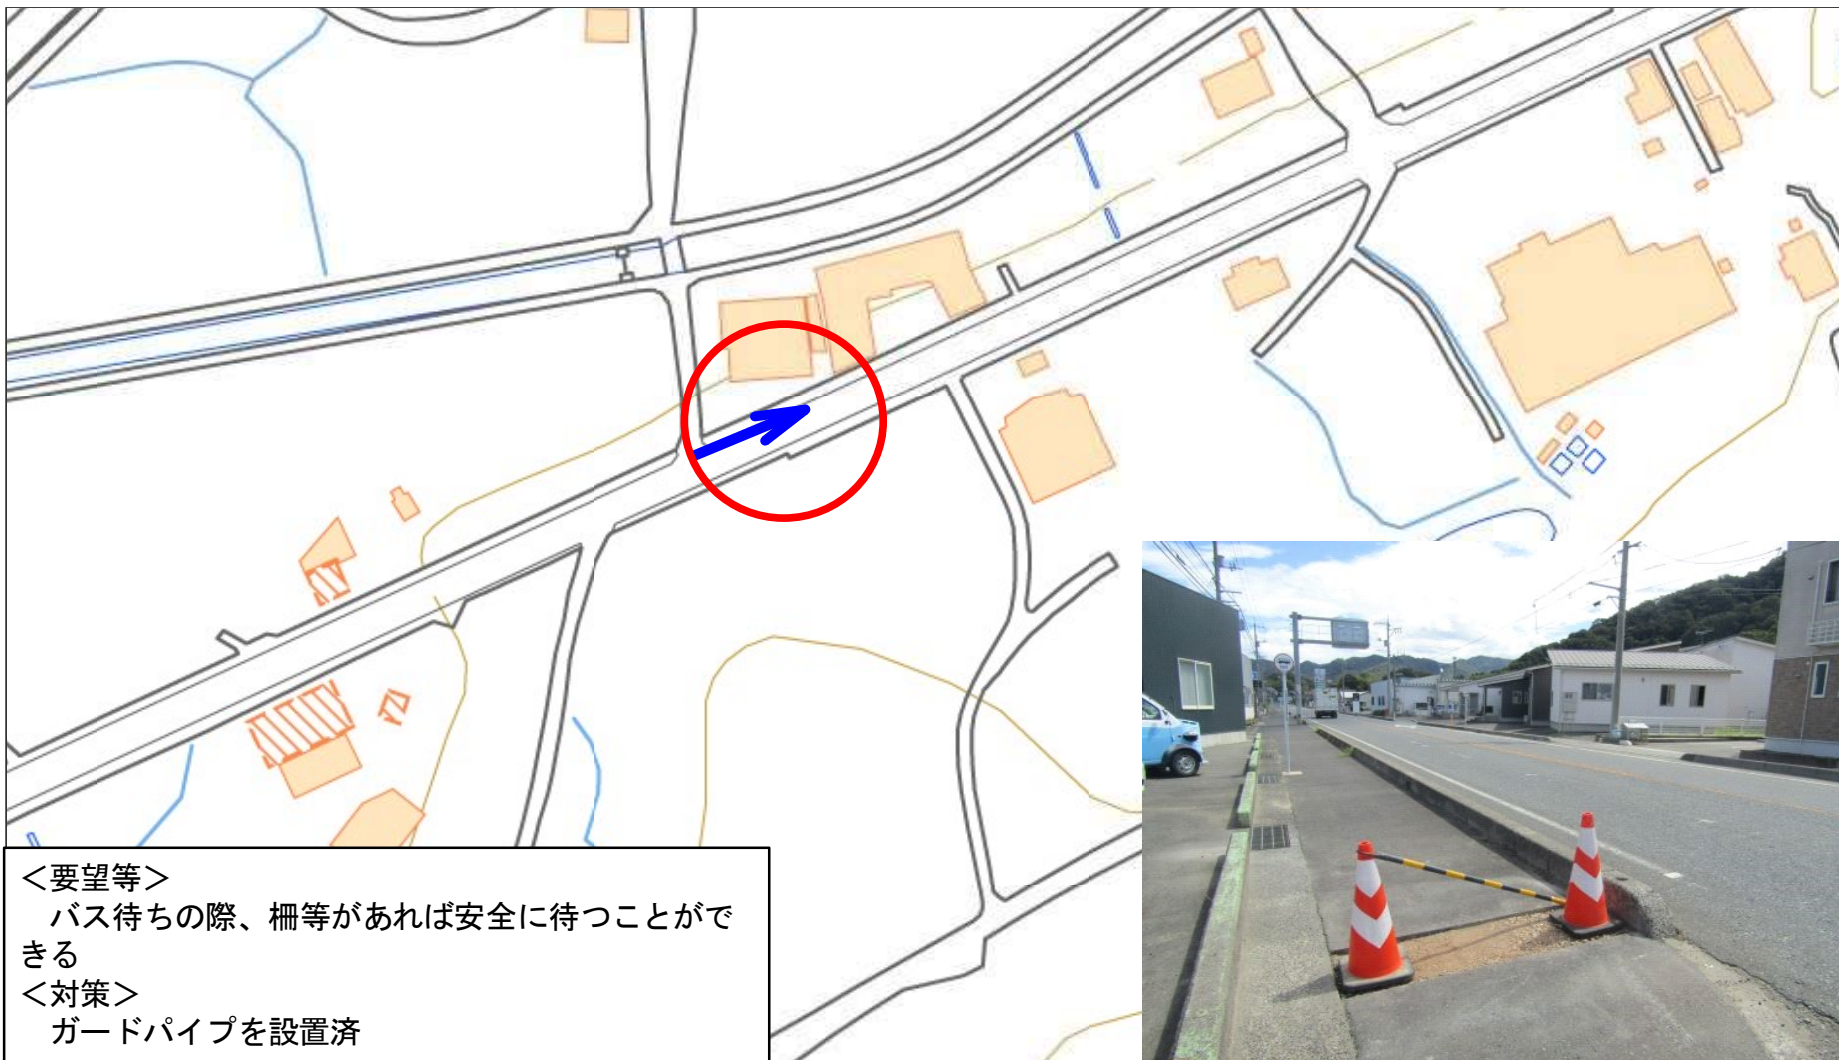 ＜要望等＞
　バス待ちの際、柵等があれば安全に待つことがで
きる
＜対策＞
　ガードパイプを設置済